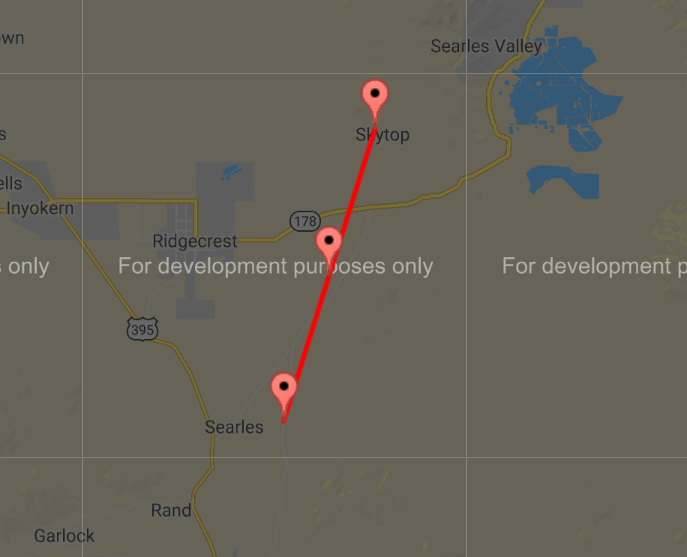 own
Searles Valley
s
Skytop
ells
Inyokern
178
Ridgecrest
s only
For development purposes only
For development p
395
Searles
Rand
Garlock